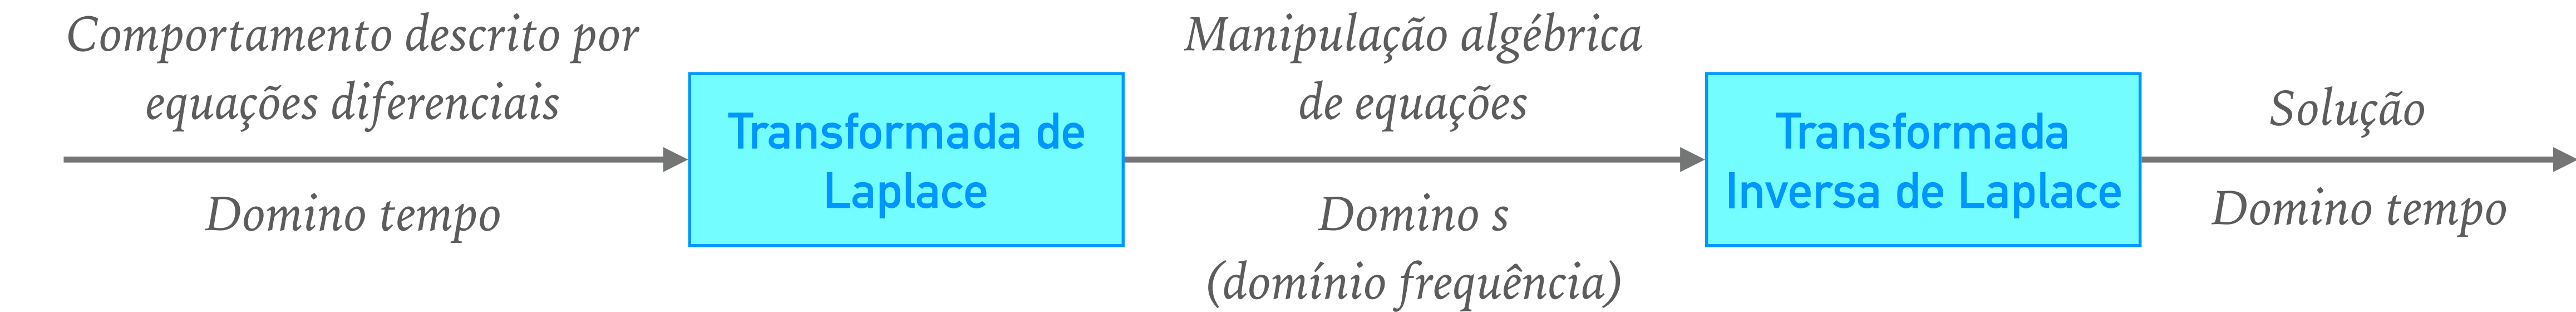 Comportamento descrito por
equações diferenciais
Domino tempo
Transformada de
Laplace
Manipulação algébrica
de equações
Domino s
(domínio frequência)
Transformada
Inversa de Laplace
Solução
Domino tempo